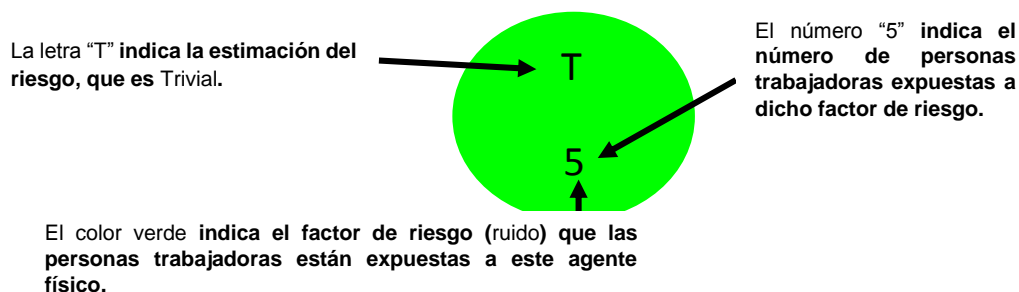 La letra “T” indica la estimación del
riesgo, que es Trivial.
T
5
El número “5” indica el
número de personas
trabajadoras expuestas a
dicho factor de riesgo.
El color verde indica el factor de riesgo (ruido) que las
personas trabajadoras están expuestas a este agente
físico.